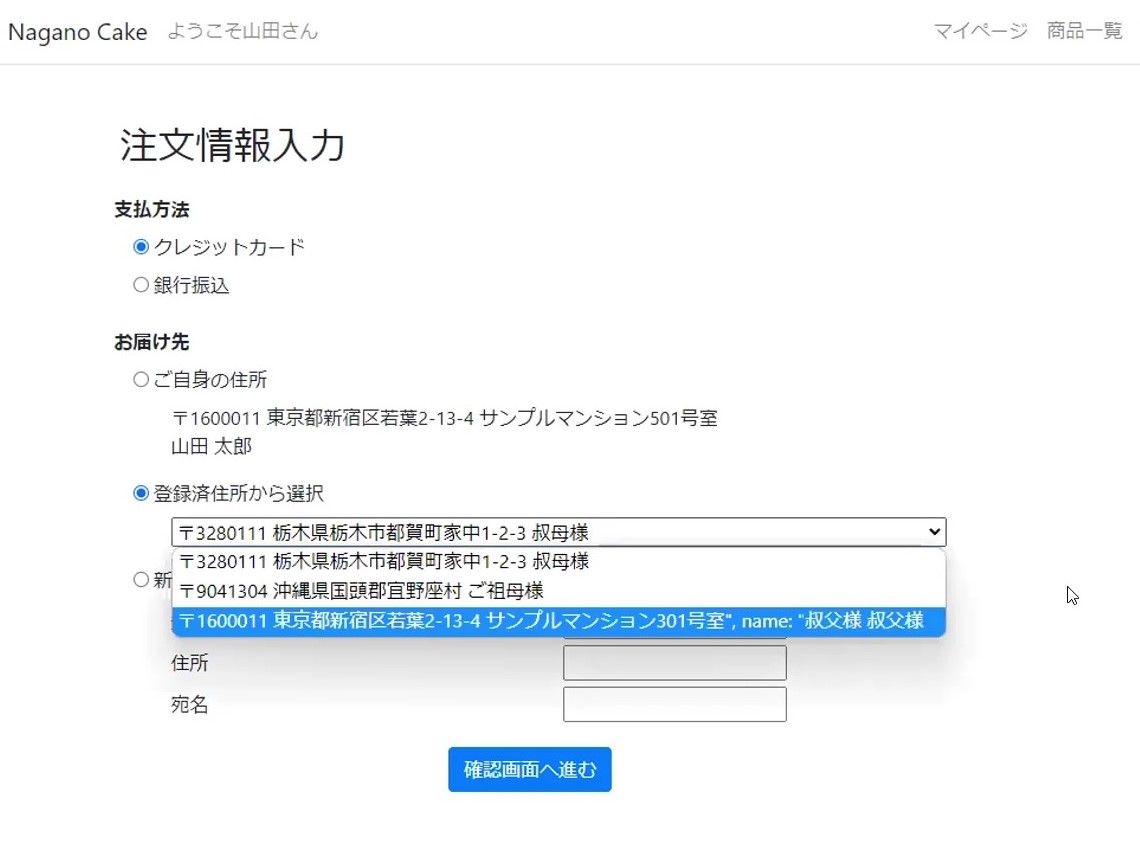 Nagano Cake ようこそ山田さん マイページ 商品一覧
注文情報入力
支払方法
クレジットカード
銀行振込
お届け先
ご自身の住所
〒1600011 東京都新宿区若葉2-13-4 サンプルマンション501号室
山田 太郎
登録済住所から選択
〒3280111 栃木県栃木市都賀町家中1-2-3 叔母様
〒3280111 栃木県栃木市都賀町家中1-2-3 叔母様
新
〒9041304 沖縄県国頭郡宜野座村 ご祖母様
〒1600011 東京都新宿区若葉2-13-4 サンプルマンション301号室", name: "叔父様 叔父様
住所
宛名
確認画面へ進む